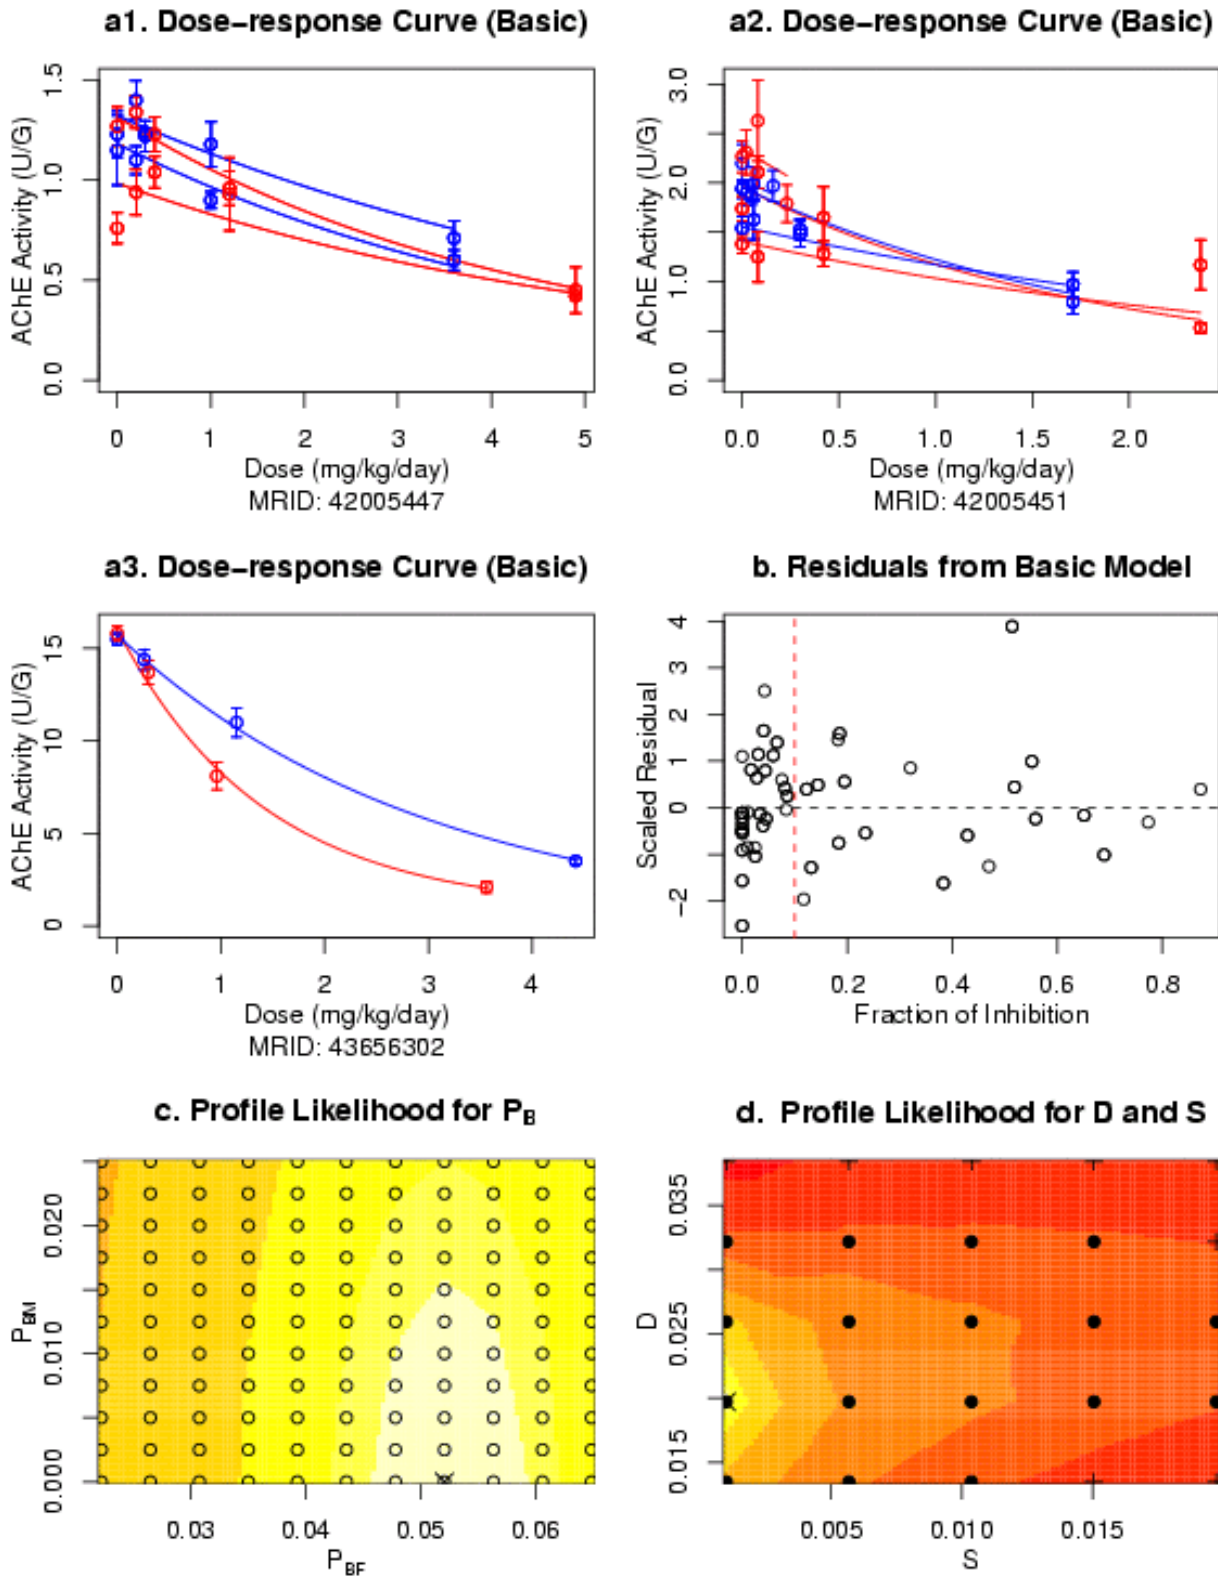 a1. Dose-response Curve (Basic)
AChE Activity (U/G)
0.0 0.5 1.0 1.5
0 1 2 3 4 5
Dose (mg/kg/day)
MRID: 42005447
a2. Dose-response Curve (Basic)
AChE Activity (U/G)
0.0 1.0 2.0 3.0
0.0 0.5 1.0 1.5 2.0
Dose (mg/kg/day)
MRID: 42005451
a3. Dose-response Curve (Basic)
AChE Activity (U/G)
0 5 10 15
0 1 2 3 4
Dose (mg/kg/day)
MRID: 43656302
b. Residuals from Basic Model
Scaled Residual
-2 0 1 2 3 4
0.0 0.2 0.4 0.6 0.8
Fraction of Inhibition
c. Profile Likelihood for PB
PBM
0.000 0.010 0.020
0.03 0.04 0.05 0.06
PBF
d. Profile Likelihood for D and S
D
0.015 0.025 0.035
0.005 0.010 0.015
S